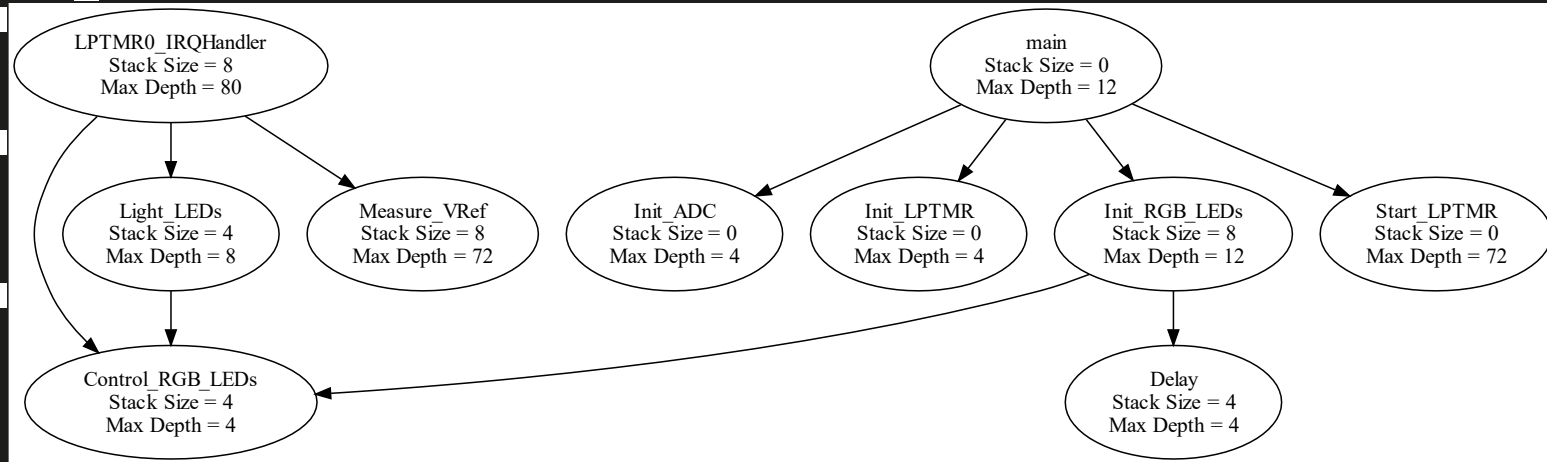 LPTMR0_IRQHandler
Stack Size = 8
Max Depth = 80
main
Stack Size = 0
Max Depth = 12
Light_LEDs
Stack Size = 4
Max Depth = 8
Measure_VRef
Stack Size = 8
Max Depth = 72
Init_ADC
Stack Size = 0
Max Depth = 4
Init_LPTMR
Stack Size = 0
Max Depth = 4
Init_RGB_LEDs
Stack Size = 8
Max Depth = 12
Start_LPTMR
Stack Size = 0
Max Depth = 72
Control_RGB_LEDs
Stack Size = 4
Max Depth = 4
Delay
Stack Size = 4
Max Depth = 4